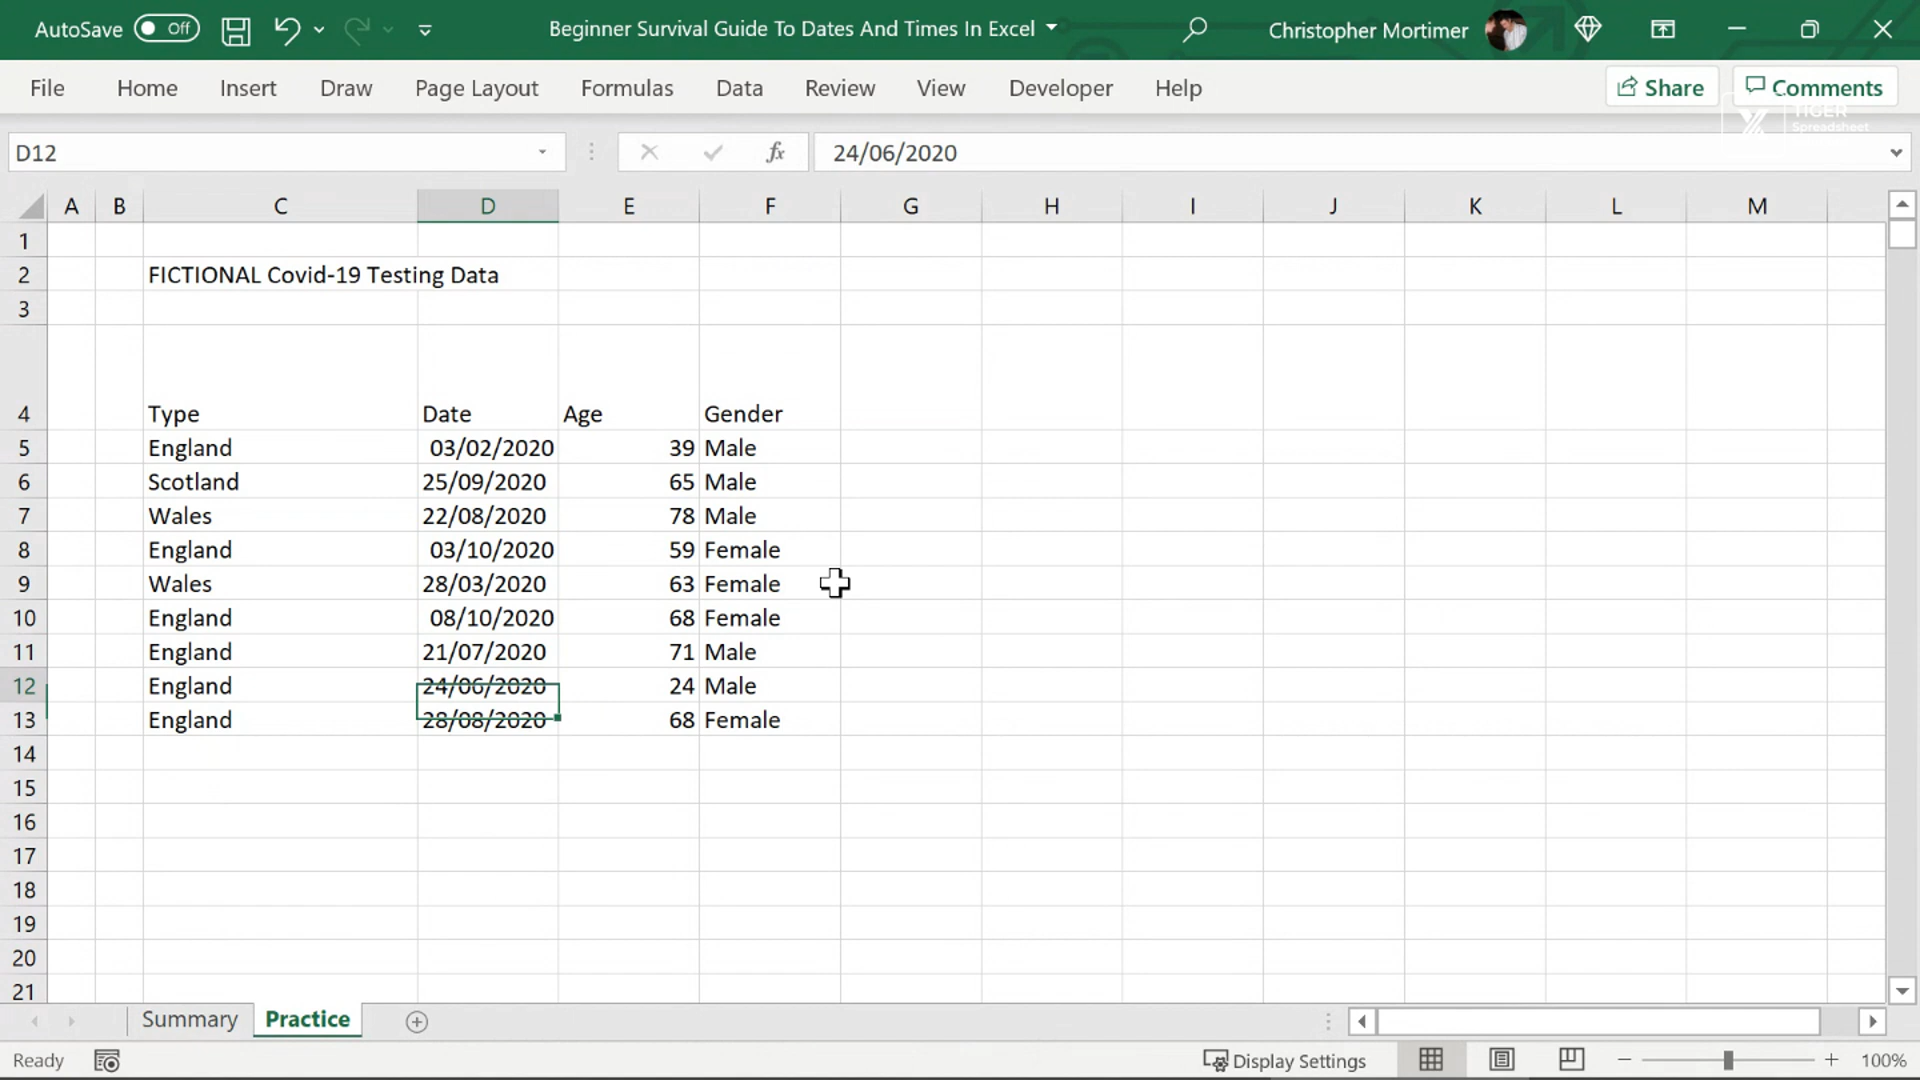 AutoSave Off Beginner Survival Guide To Dates And Times In Excel Christopher Mortimer
File Home Insert Draw Page Layout Formulas Data Review View Developer Help Share Comments
TIGER
Spreadsheet
D12 fx 24/06/2020
A B C D E F G H I J K L M
1
2 FICTIONAL Covid-19 Testing Data
3
4 Type Date Age Gender
5 England 03/02/2020 39 Male
6 Scotland 25/09/2020 65 Male
7 Wales 22/08/2020 78 Male
8 England 03/10/2020 59 Female
9 Wales 28/03/2020 63 Female
10 England 08/10/2020 68 Female
11 England 21/07/2020 71 Male
12 England 24/06/2020 24 Male
13 England 28/08/2020 68 Female
14
15
16
17
18
19
20
21
Summary Practice
Ready Display Settings 100%